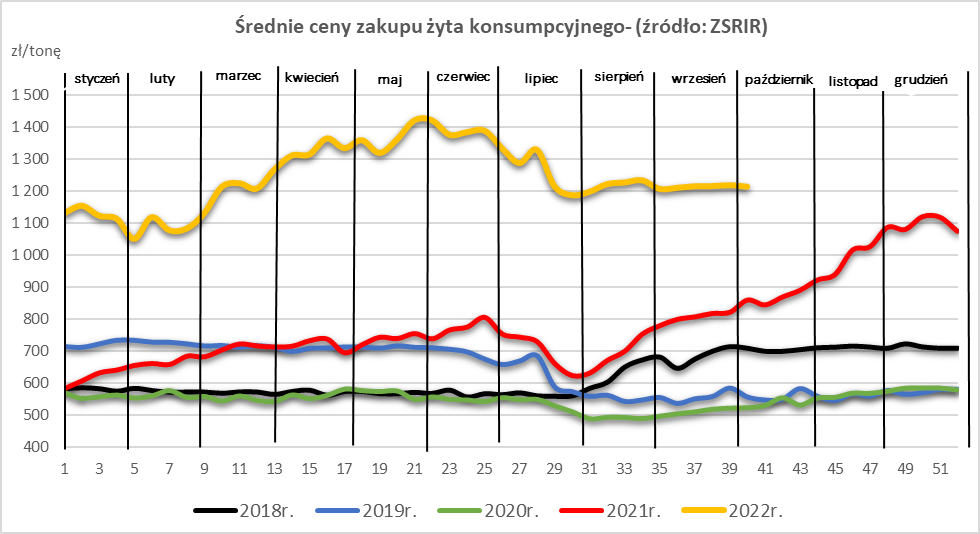 Średnie ceny zakupu żyta konsumpcyjnego- (źródło: ZSRIR)
zł/tonę
styczeń luty marzec kwiecień maj czerwiec lipiec sierpień wrzesień październik listopad grudzień
1 500
1 400
1 300
1 200
1 100
1 000
900
800
700
600
500
400
1 3 5 7 9 11 13 15 17 19 21 23 25 27 29 31 33 35 37 39 41 43 45 47 49 51
2018r. 2019r. 2020r. 2021r. 2022r.